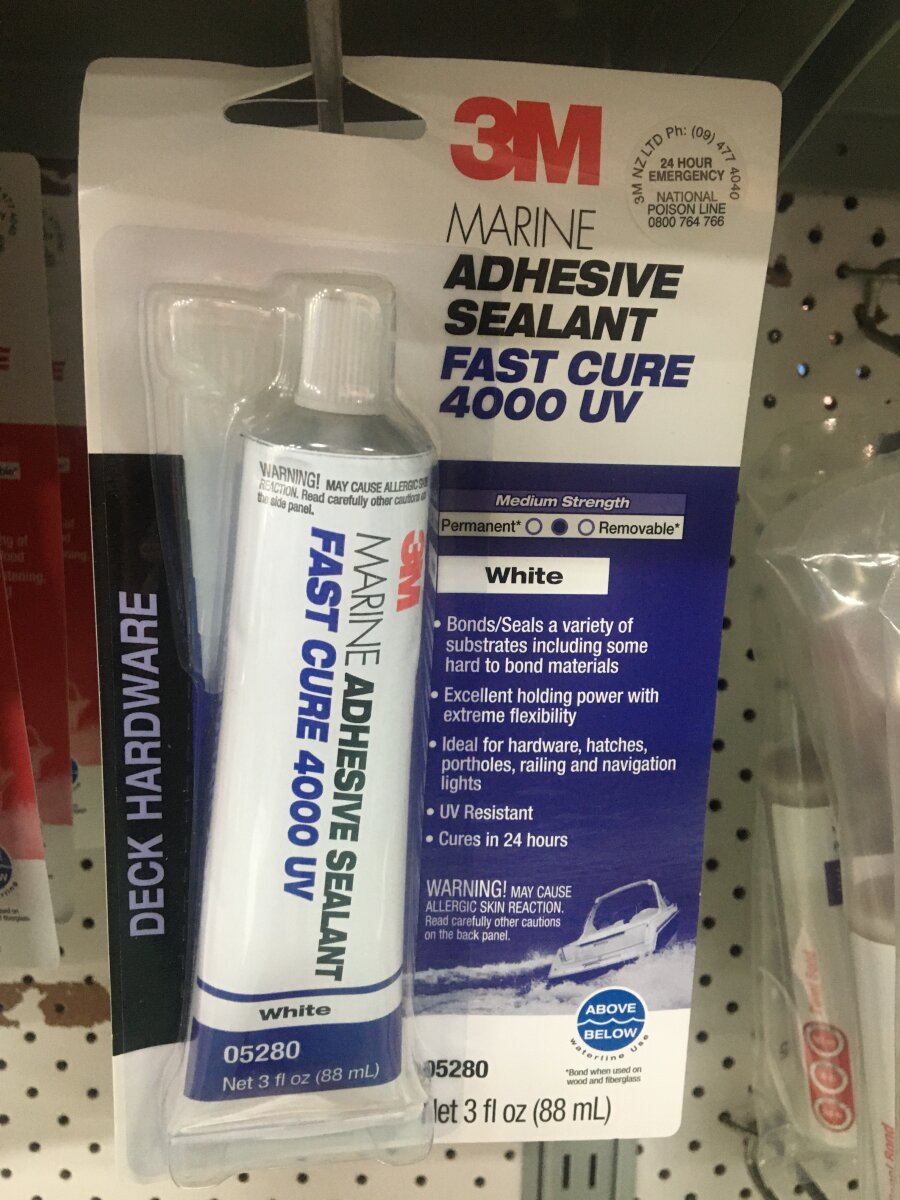 3M
3M NZ LTD Ph: (09) 477 4040
24 HOUR
EMERGENCY
NATIONAL
POISON LINE
0800 764 766
MARINE
ADHESIVE
SEALANT
FAST CURE
4000 UV
Medium Strength
Permanent* Removable*
White
• Bonds/Seals a variety of
substrates including some
hard to bond materials
• Excellent holding power with
extreme flexibility
• Ideal for hardware, hatches,
portholes, railing and navigation
lights
• UV Resistant
• Cures in 24 hours
WARNING! MAY CAUSE
ALLERGIC SKIN REACTION.
Read carefully other cautions
on the back panel.
ABOVE
BELOW
waterline Use
*Bond when used on
wood and fiberglass
05280
Net 3 fl oz (88 mL)
DECK HARDWARE
WARNING! MAY CAUSE ALLERGIC SKIN
REACTION. Read carefully other cautions on
the side panel.
3M
MARINE ADHESIVE SEALANT
FAST CURE 4000 UV
White
05280
Net 3 fl oz (88 mL)